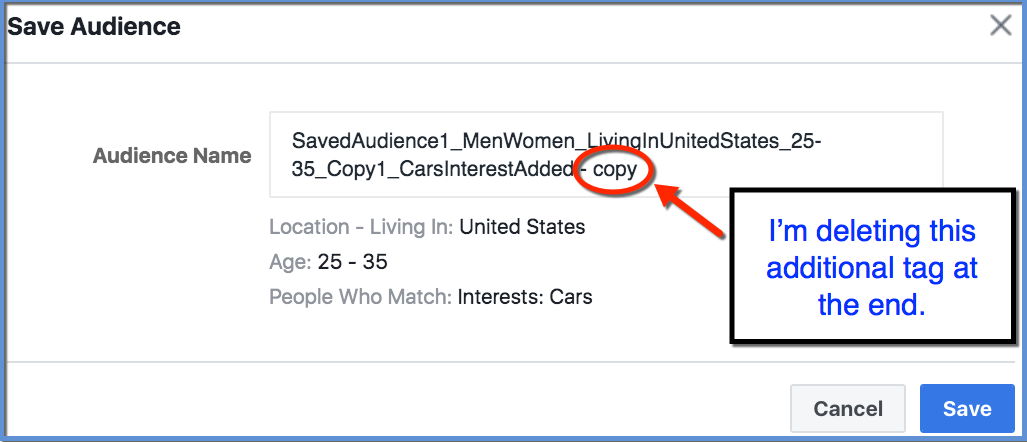 Save Audience
Audience Name
SavedAudience1_MenWomen_LivingInUnitedStates_25-
35_Copy1_CarsInterestAdded - copy
Location - Living In: United States
Age: 25 - 35
People Who Match: Interests: Cars
I'm deleting this
additional tag at
the end.
Cancel
Save